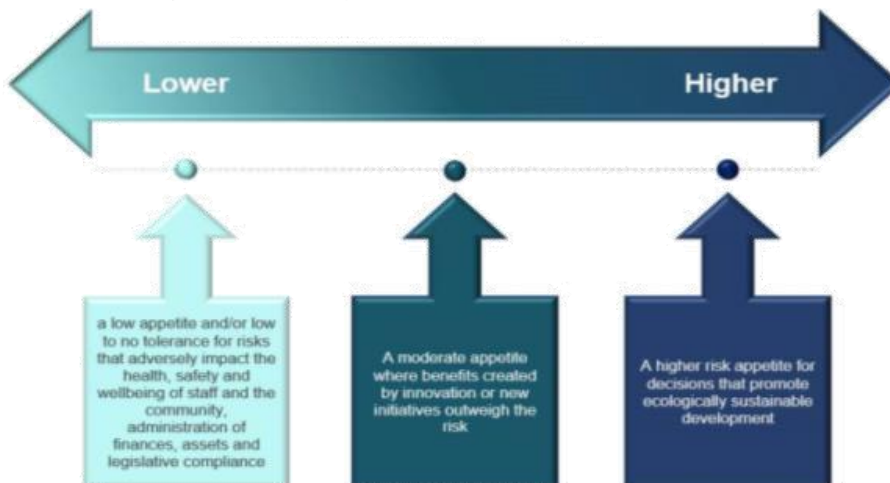 Lower
Higher
a low appetite and/or low
to no tolerance for risks
that adversely impact the
health, safety and
wellbeing of staff and the
community,
administration of
finances, assets and
legislative compliance
A moderate appetite
where benefits created
by innovation or new
initiatives outweigh the
risk
A higher risk appetite for
decisions that promote
ecologically sustainable
development